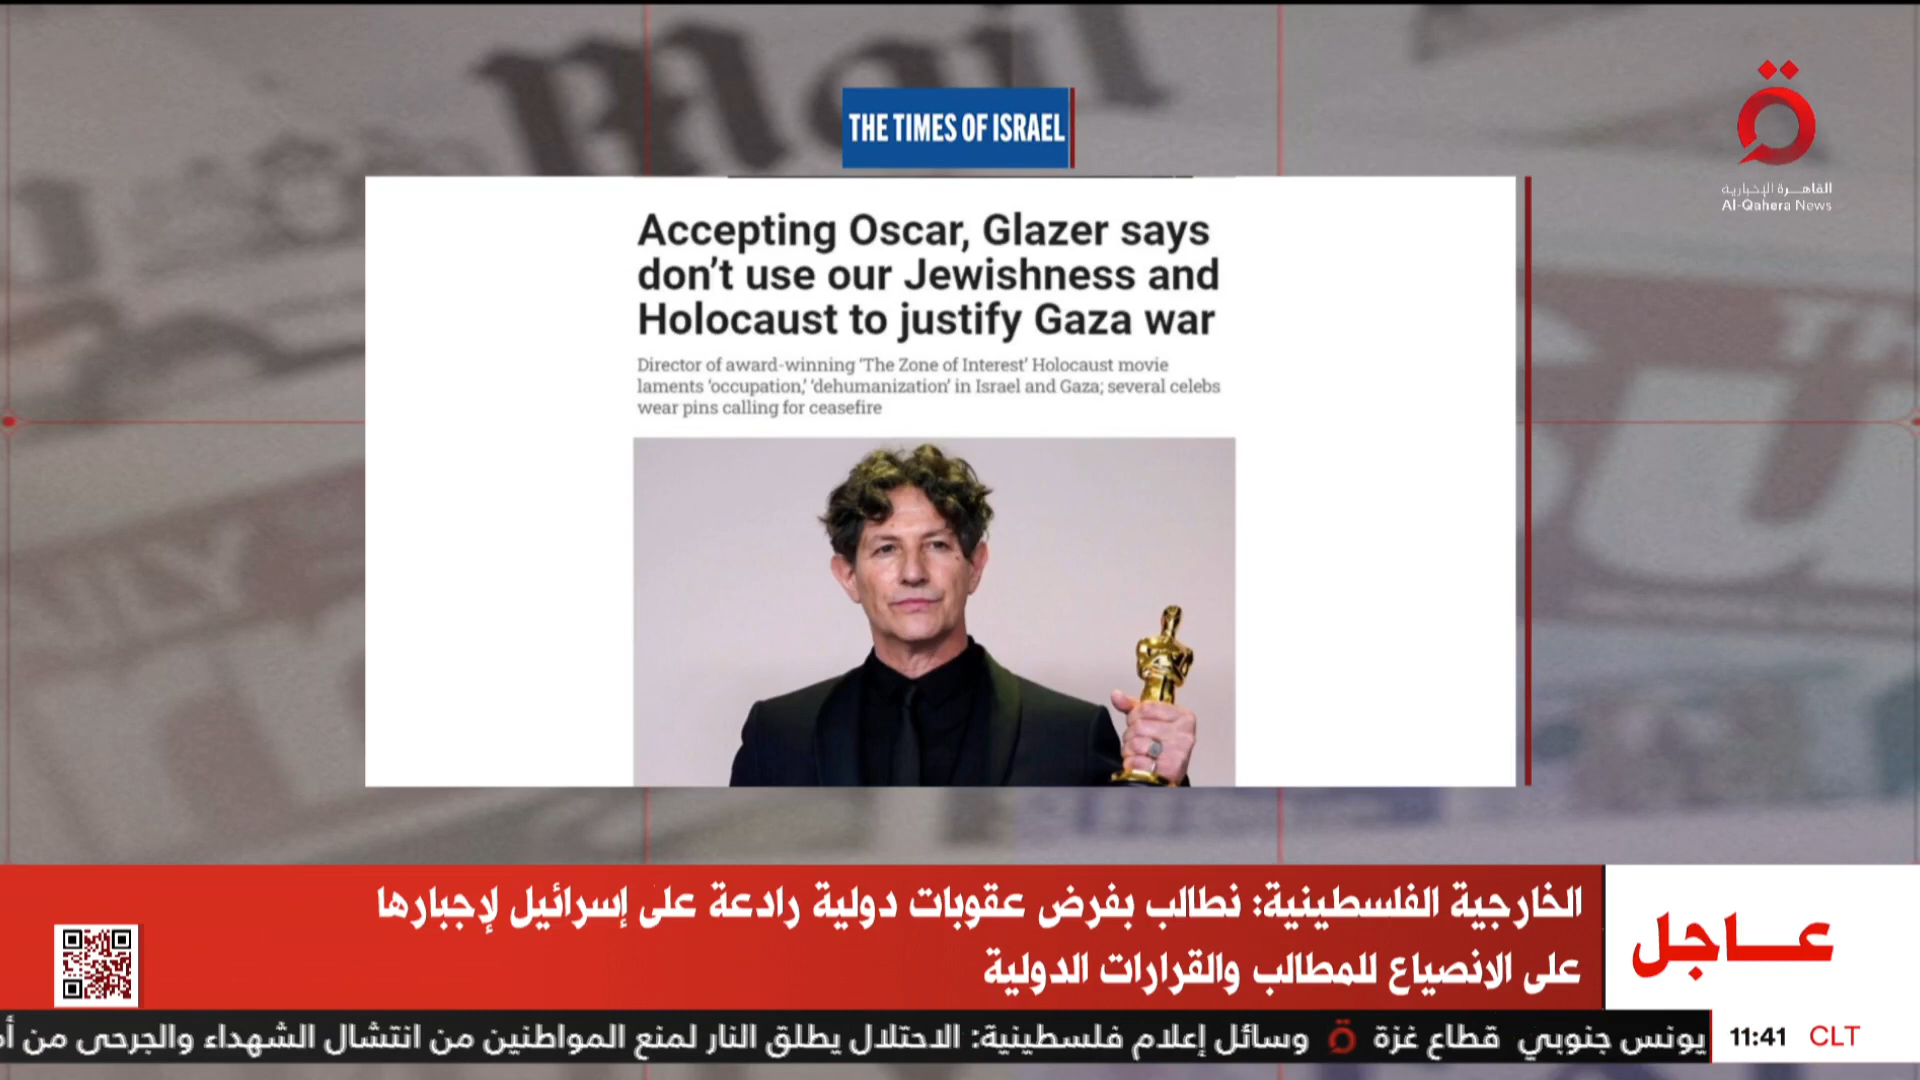 Mail
THE TIMES OF ISRAEL
القاهرة الإخبارية
Al-Qahera News
Accepting Oscar, Glazer says
don't use our Jewishness and
Holocaust to justify Gaza war
Director of award-winning 'The Zone of Interest' Holocaust movie
laments 'occupation,' 'dehumanization' in Israel and Gaza; several celebs
wear pins calling for ceasefire
عـــاجل
الخارجية الفلسطينية: نطالب بفرض عقوبات دولية رادعة على إسرائيل لإجبارها
على الانصياع للمطالب والقرارات الدولية
يونس جنوبي قطاع غزة وسائل إعلام فلسطينية: الاحتلال يطلق النار لمنع المواطنين من انتشال الشهداء والجرحى من
11:41 CLT